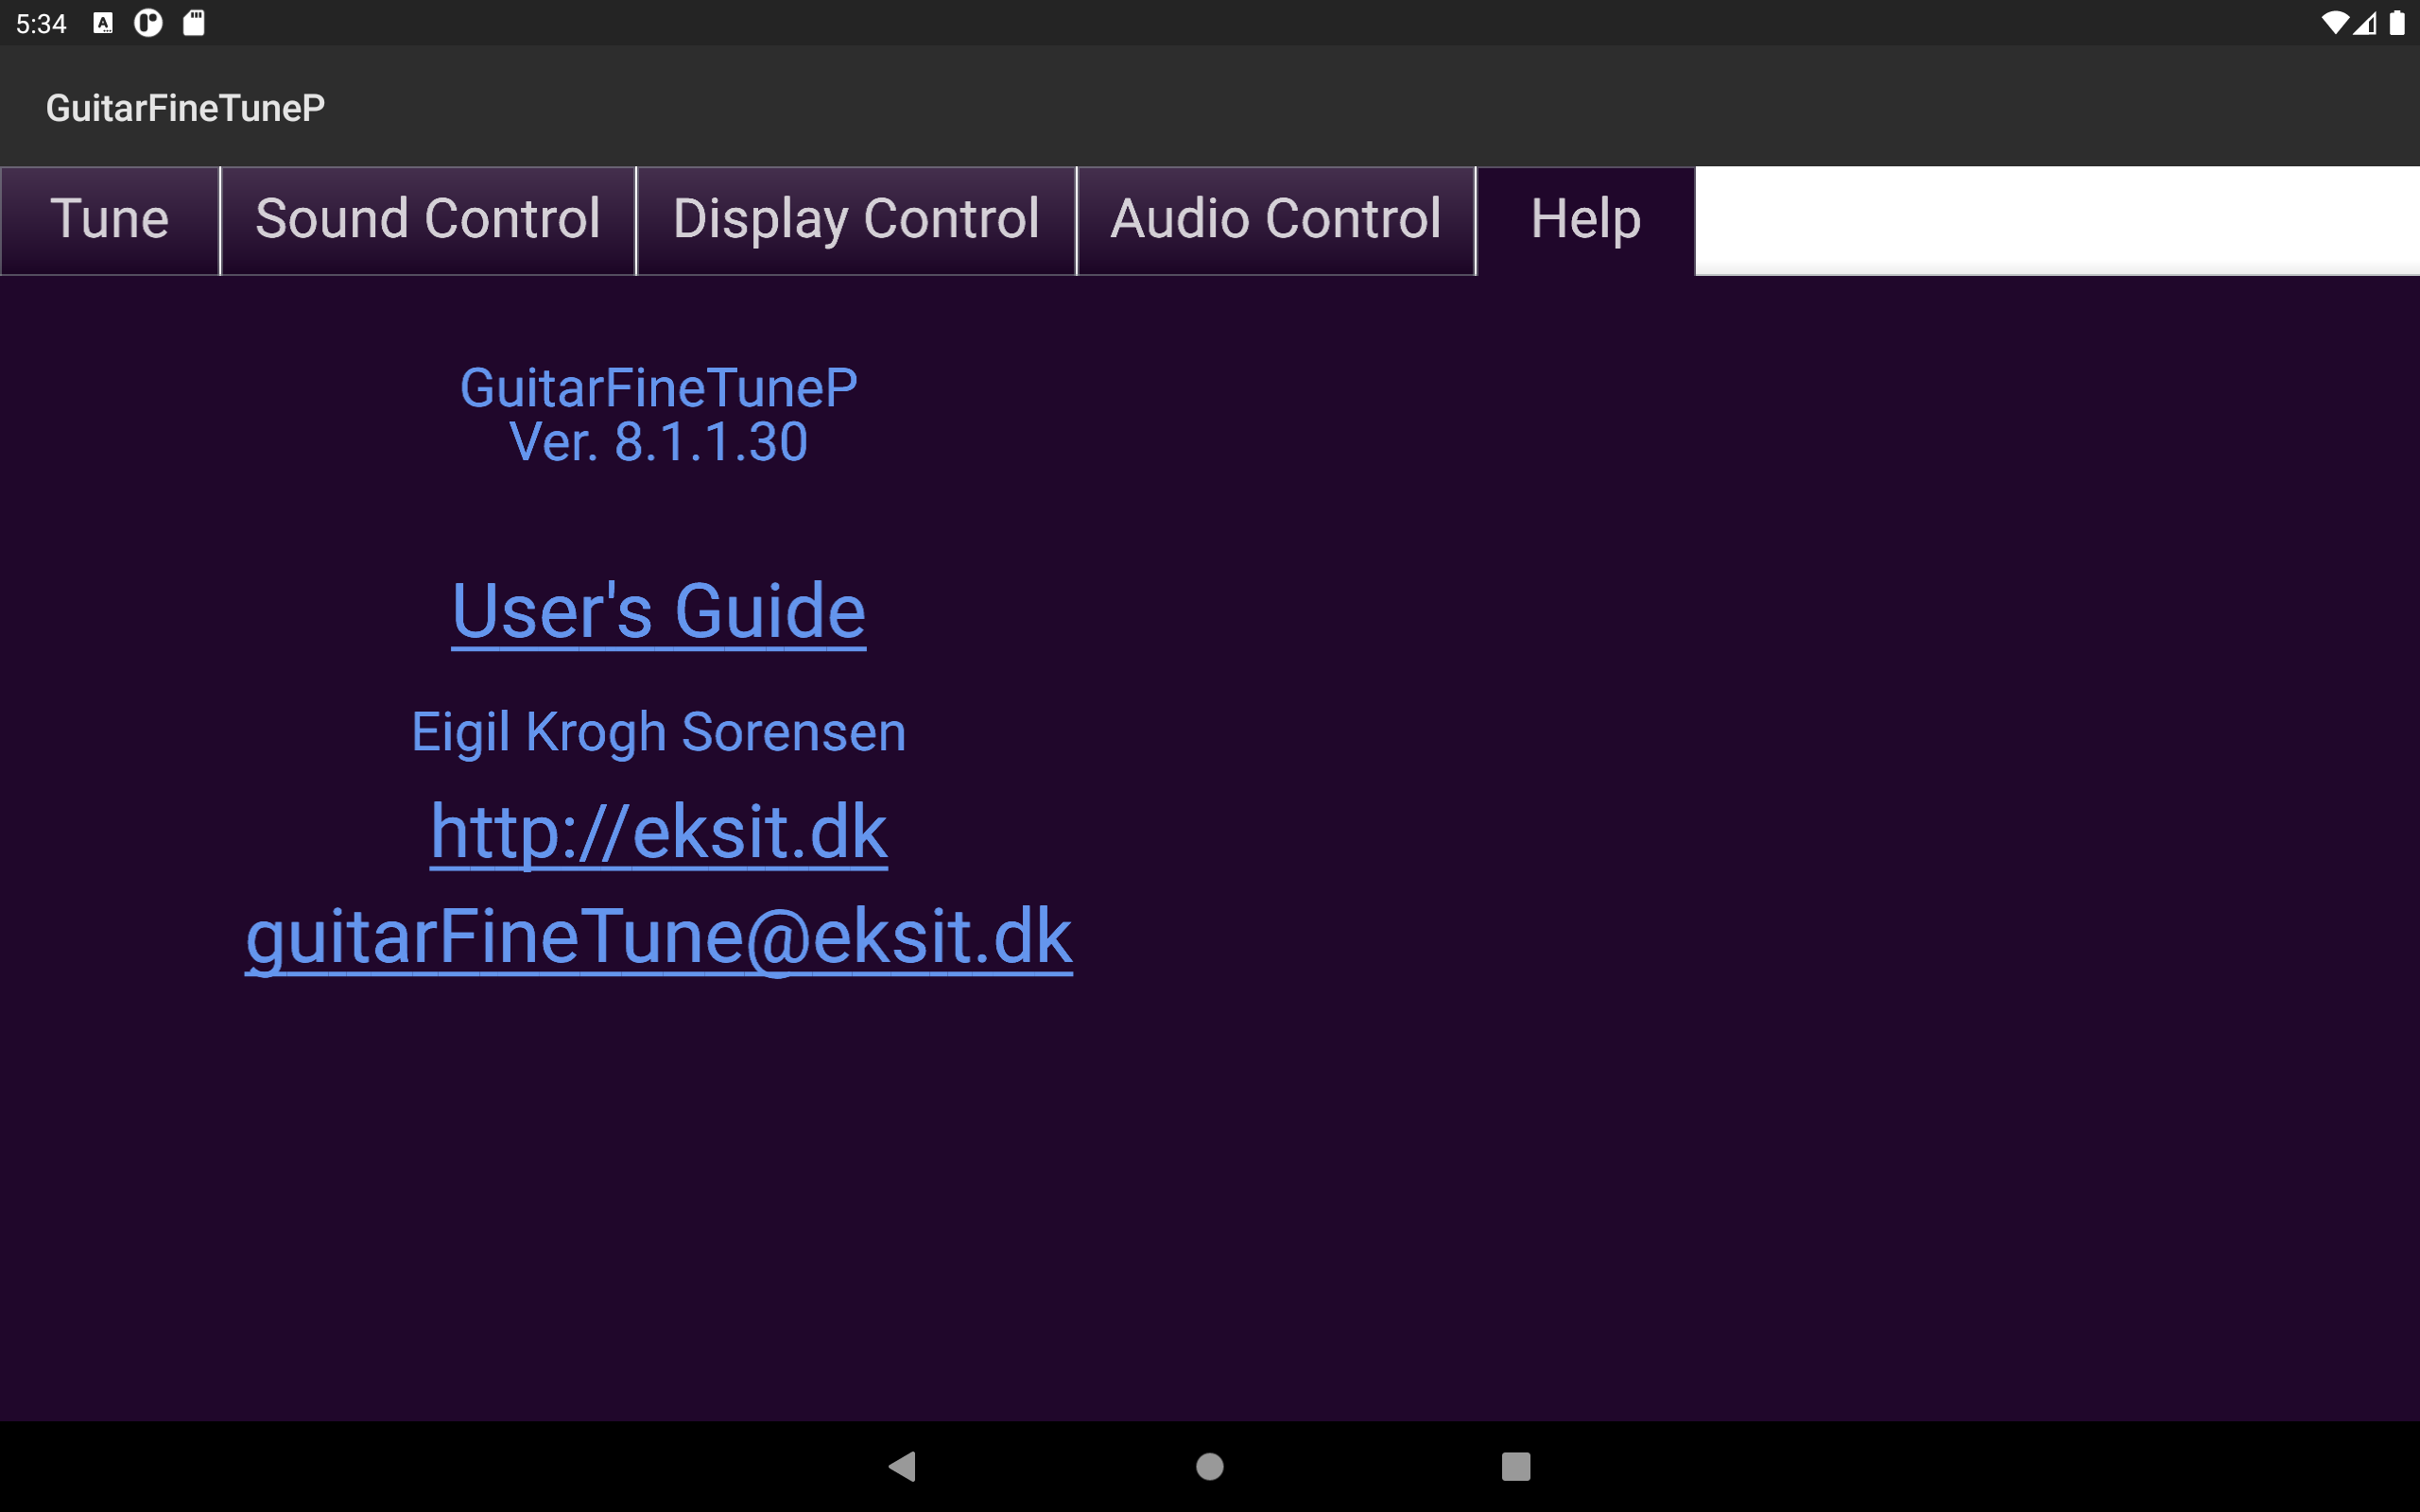 5:34
GuitarFineTuneP
Tune
Sound Control
Display Control
Audio Control
Help
GuitarFineTuneP
Ver. 8.1.1.30
User's Guide
Eigil Krogh Sorensen
http://eksit.dk
guitarFineTune@eksit.dk